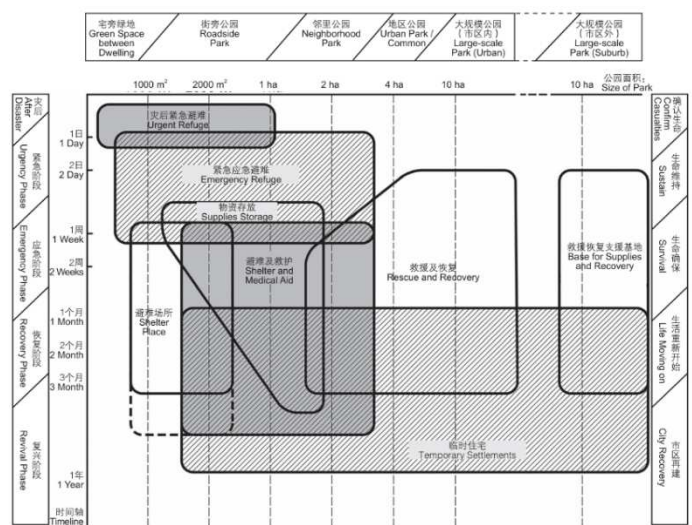 宅旁绿地
Green Space
between
Dwelling
街旁公园
Roadside
Park
邻里公园
Neighborhood
Park
地区公园
Urban Park /
Common
大规模公园
(市区内)
Large-scale
Park (Urban)
大规模公园
(市区外)
Large-scale
Park (Suburb)
1000 m²
2000 m²
1 ha
2 ha
4 ha
10 ha
10 ha
公园面积
Size of Park
灾后
After
Disaster
紧急阶段
Urgency Phase
应急阶段
Emergency Phase
恢复阶段
Recovery Phase
复兴阶段
Revival Phase
1日
1 Day
2日
2 Day
1周
1 Week
2周
2 Weeks
1个月
1 Month
2个月
2 Month
3个月
3 Month
1年
1 Year
时间轴
Timeline
灾后紧急避难
Urgent Refuge
紧急应急避难
Emergency Refuge
物资存放
Supplies Storage
避难及救护
Shelter and
Medical Aid
避难场所
Shelter
Place
救援及恢复
Rescue and Recovery
救援恢复支援基地
Base for Supplies
and Recovery
临时住宅
Temporary Settlements
确认生命
Confirm
Casualties
生命维持
Sustain
生命确保
Survival
生活重新开始
Life Moving on
市区再建
City Recovery